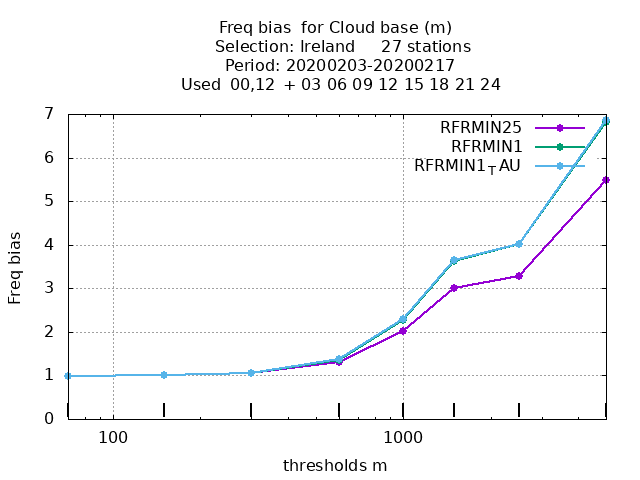 Freq bias  for Cloud base (m)
Selection: Ireland     27 stations
Period: 20200203-20200217
Used  00,12  + 03 06 09 12 15 18 21 24
RFRMIN25
RFRMIN1
RFRMIN1_TAU
Freq bias
7
6
5
4
3
2
1
0
100 1000
thresholds m